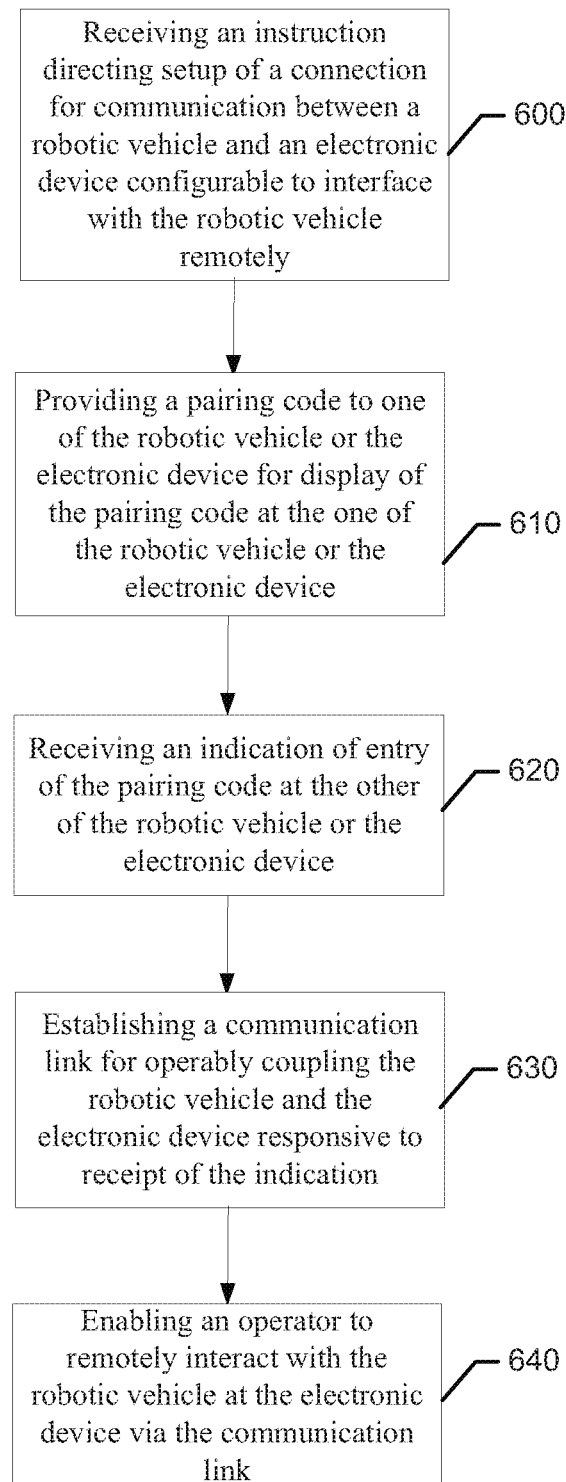 Receiving an instruction
directing setup of a connection
for communication between a
robotic vehicle and an electronic
device configurable to interface
with the robotic vehicle
remotely
600
Providing a pairing code to one
of the robotic vehicle or the
electronic device for display of
the pairing code at the one of
the robotic vehicle or the
electronic device
610
Receiving an indication of entry
of the pairing code at the other
of the robotic vehicle or the
electronic device
620
Establishing a communication
link for operably coupling the
robotic vehicle and the
electronic device responsive to
receipt of the indication
630
Enabling an operator to
remotely interact with the
robotic vehicle at the electronic
device via the communication
link
640